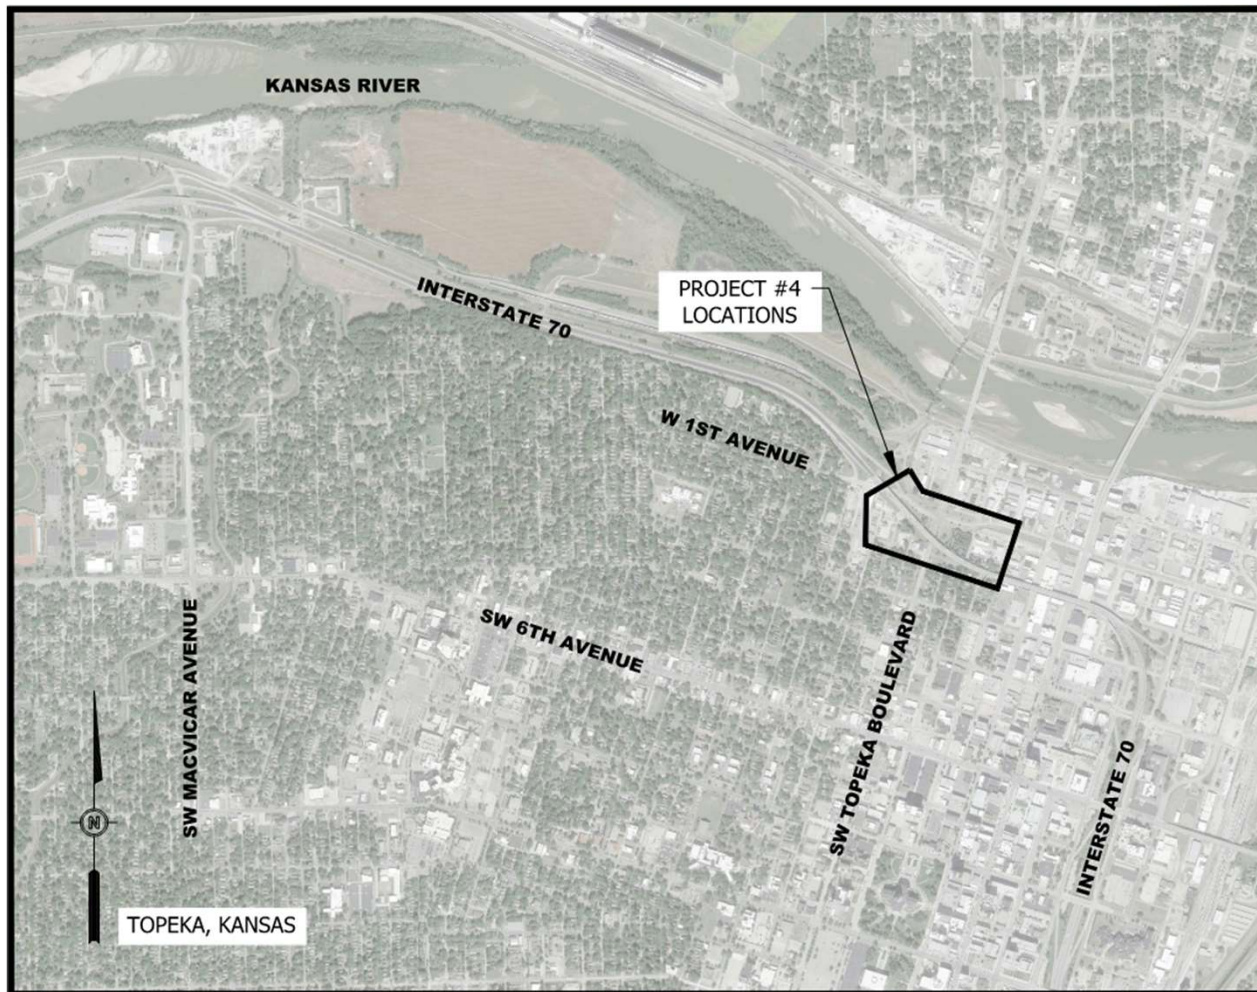 KANSAS RIVER
INTERSTATE 70
PROJECT #4
LOCATIONS
W 1ST AVENUE
SW MACVICAR AVENUE
SW 6TH AVENUE
SW TOPEKA BOULEVARD
INTERSTATE 70
N
TOPEKA, KANSAS